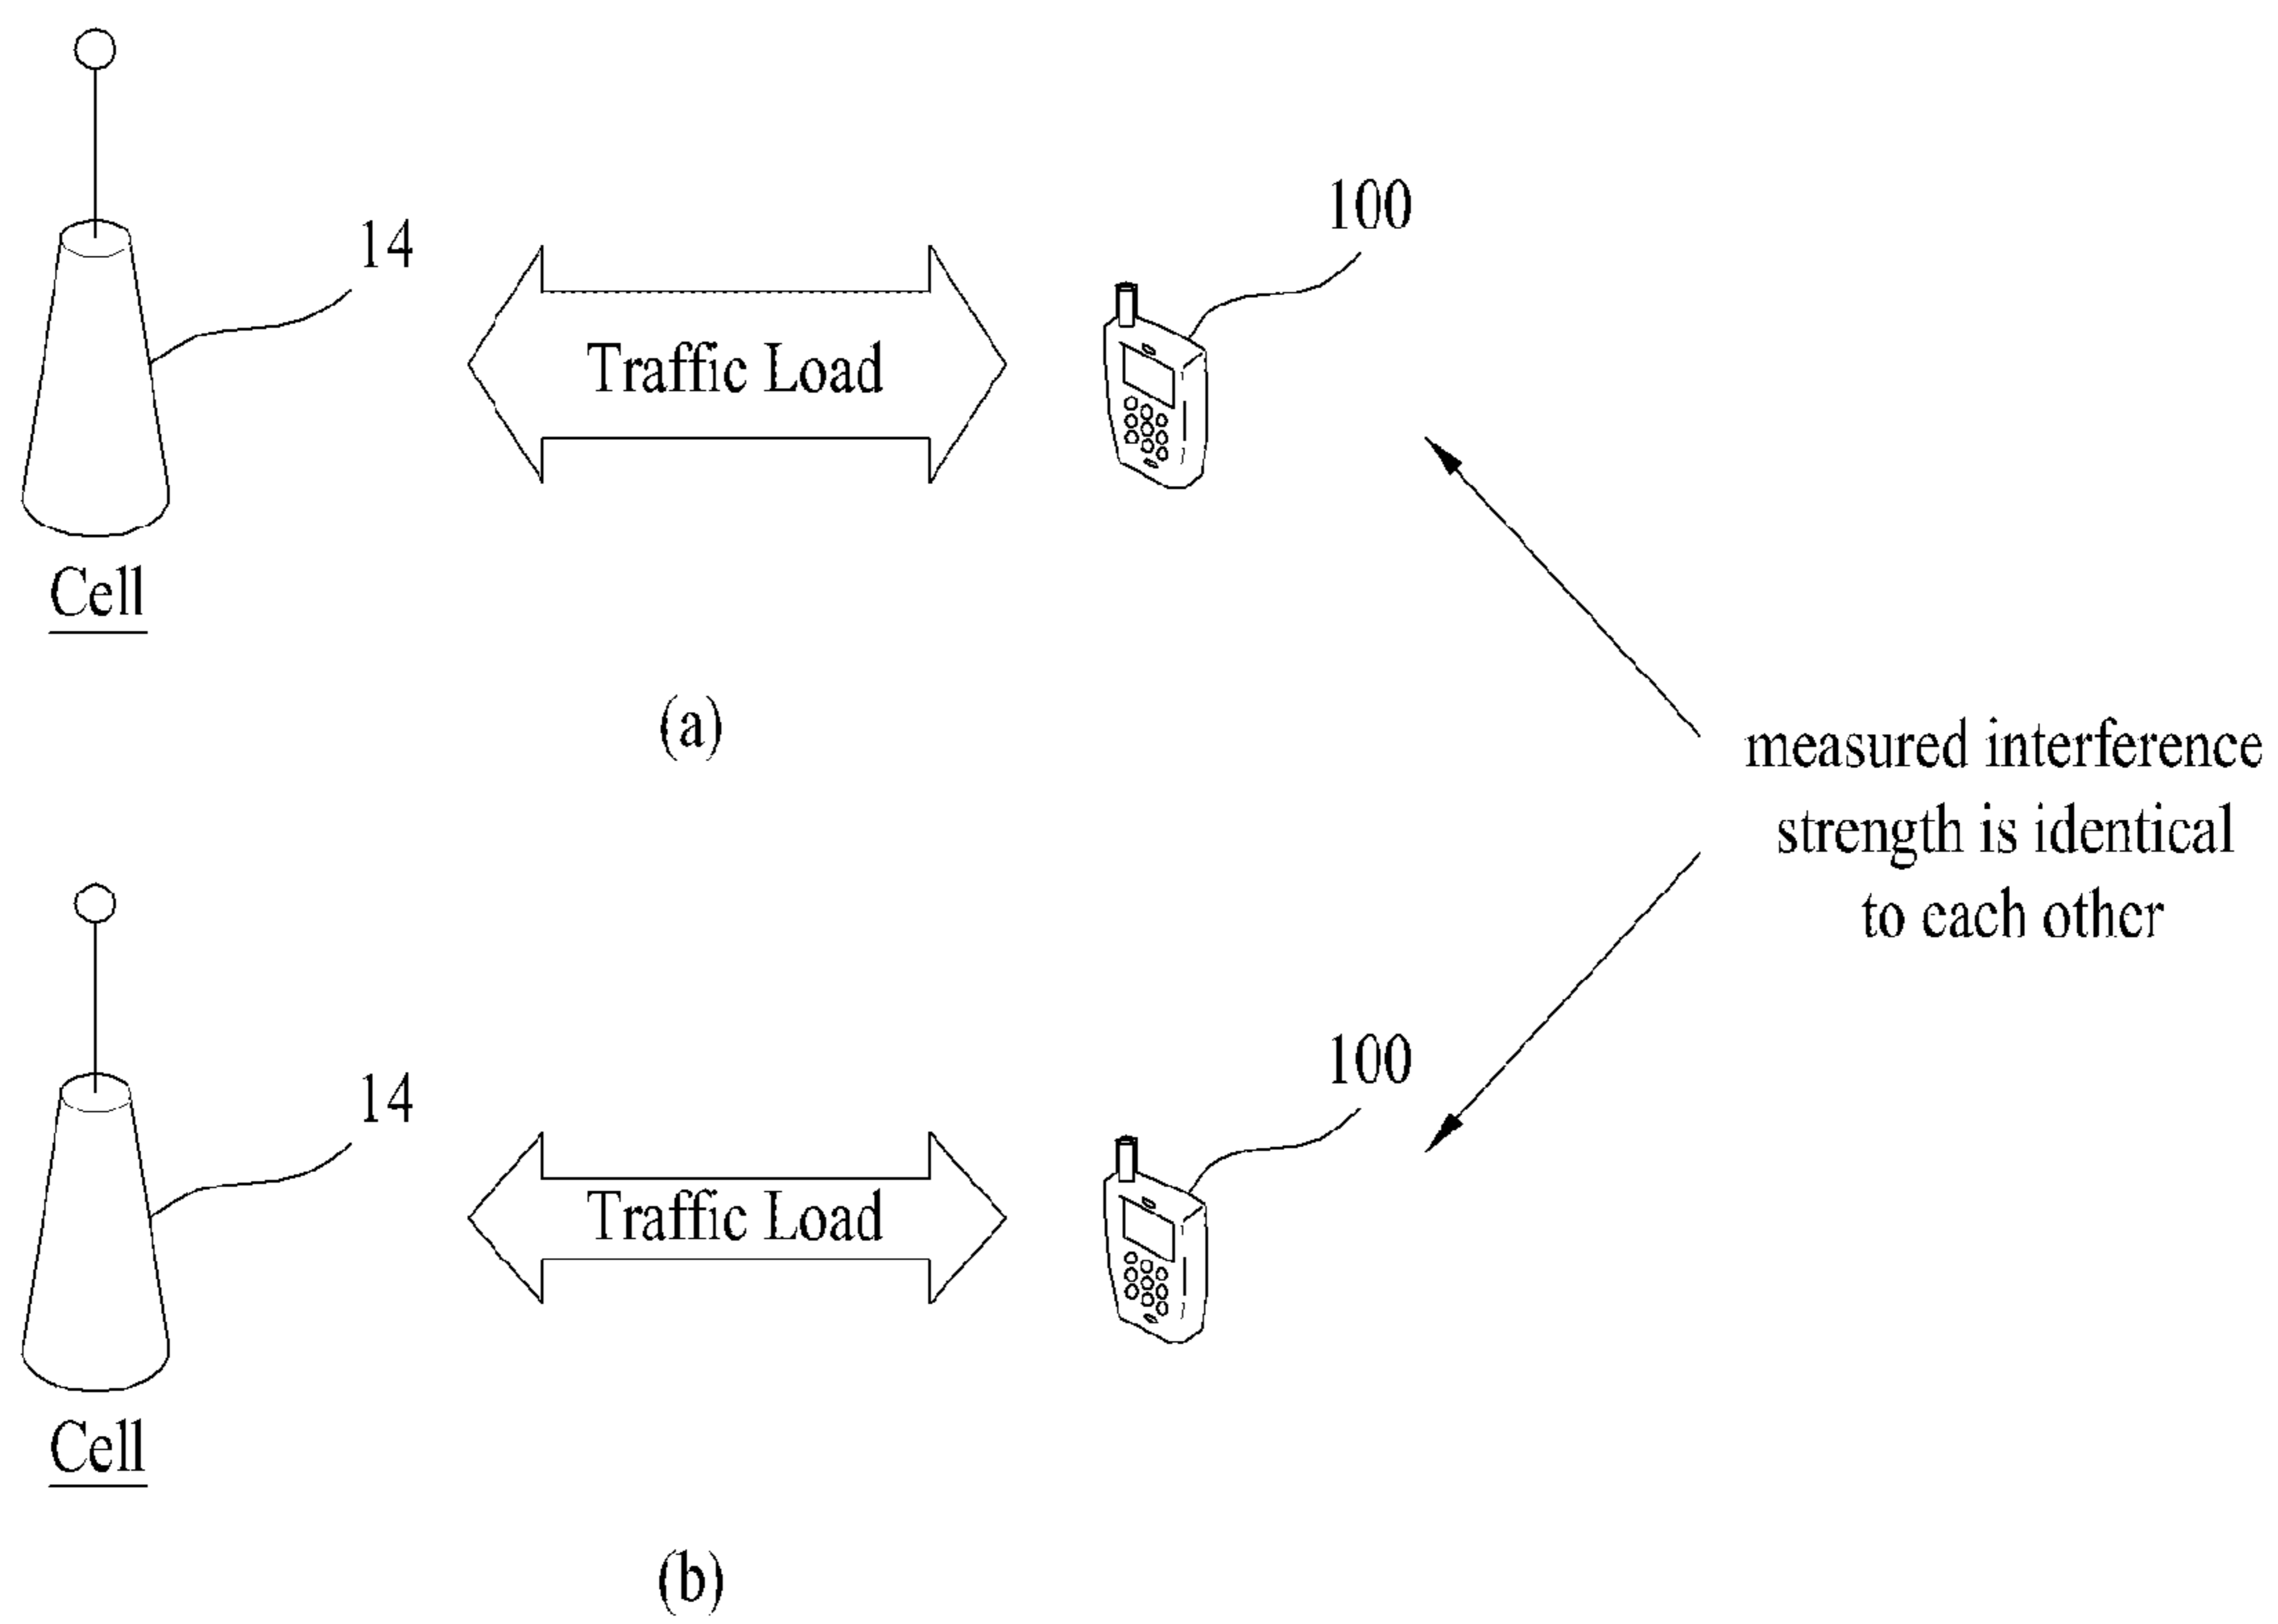 14
100
Traffic Load
Cell
(a)
measured interference
strength is identical
to each other
14
100
Traffic Load
Cell
(b)